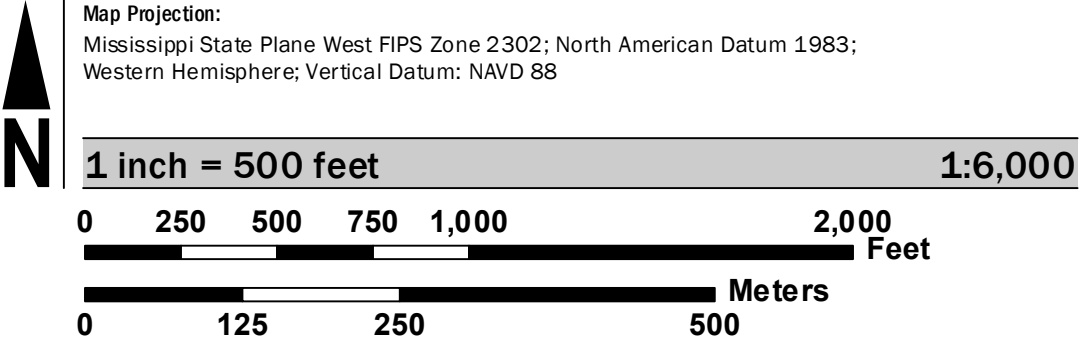 Map Projection:
Mississippi State Plane West FIPS Zone 2302; North American Datum 1983;
Western Hemisphere; Vertical Datum: NAVD 88
N
1 inch = 500 feet 1:6,000
0 250 500 750 1,000 2,000
Feet
Meters
0 125 250 500